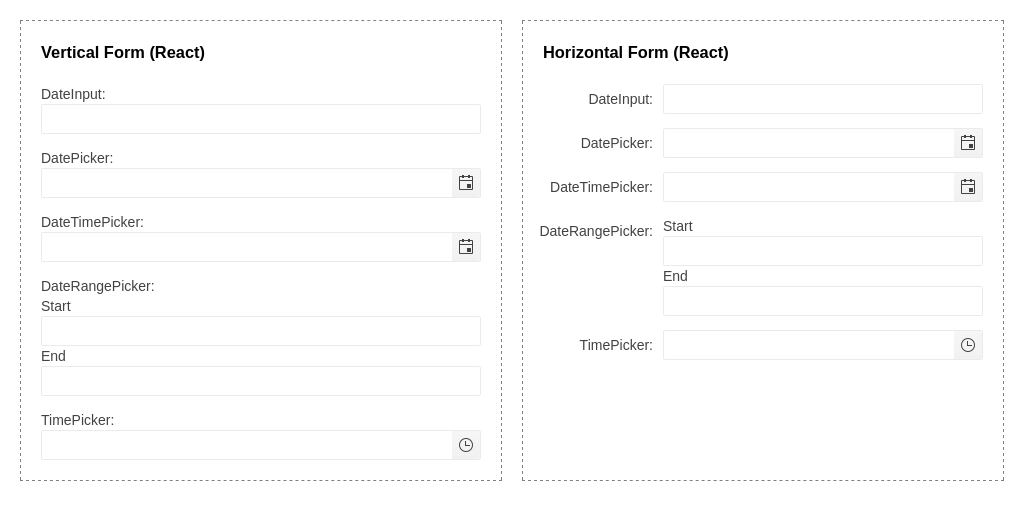 Vertical Form (React)
DateInput:
DatePicker:
DateTimePicker:
DateRangePicker:
Start
End
TimePicker:
Horizontal Form (React)
DateInput:
DatePicker:
DateTimePicker:
DateRangePicker:
Start
End
TimePicker: